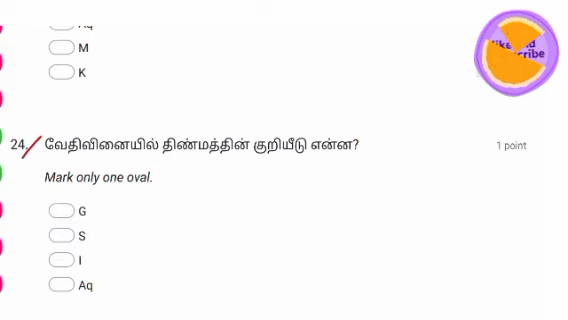 M
K
24. வேதிவினையில் திண்மத்தின் குறியீடு என்ன?
1 point
Mark only one oval.
G
S
I
Aq